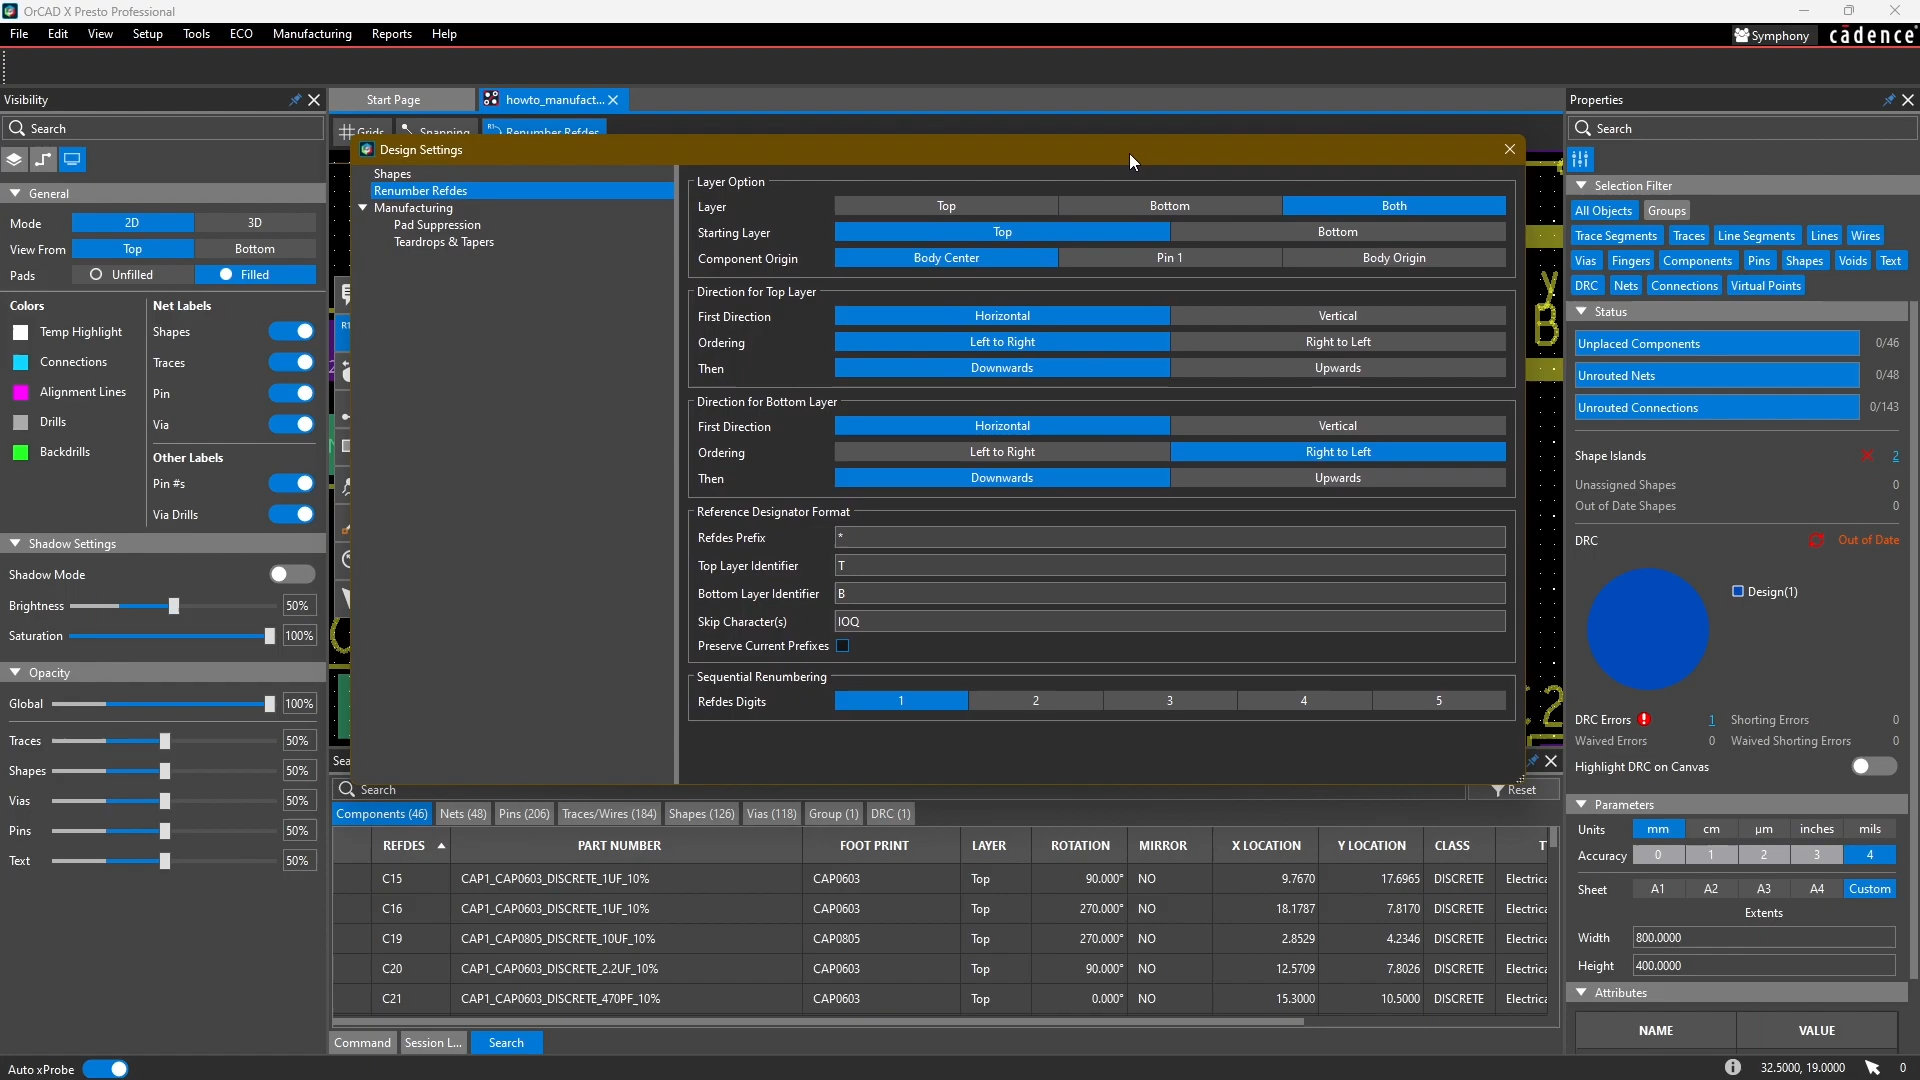 OrCAD X Presto Professional
File Edit View Setup Tools ECO Manufacturing Reports Help
Symphony cādence
Visibility
Search
General
Mode 2D 3D
View From Top Bottom
Pads Unfilled Filled
Colors
Temp Highlight
Connections
Alignment Lines
Drills
Backdrills
Net Labels
Shapes
Traces
Pin
Via
Other Labels
Pin #s
Via Drills
Shadow Settings
Shadow Mode
Brightness 50%
Saturation 100%
Opacity
Global 100%
Traces 50%
Shapes 50%
Vias 50%
Pins 50%
Text 50%
Auto xProbe
Start Page howto_manufact...
Grids Snapping Renumber Refdes
Design Settings
Shapes
Renumber Refdes
Manufacturing
Pad Suppression
Teardrops & Tapers
Layer Option
Layer Top Bottom Both
Starting Layer Top Bottom
Component Origin Body Center Pin 1 Body Origin
Direction for Top Layer
First Direction Horizontal Vertical
Ordering Left to Right Right to Left
Then Downwards Upwards
Direction for Bottom Layer
First Direction Horizontal Vertical
Ordering Left to Right Right to Left
Then Downwards Upwards
Reference Designator Format
Refdes Prefix *
Top Layer Identifier T
Bottom Layer Identifier B
Skip Character(s) IOQ
Preserve Current Prefixes
Sequential Renumbering
Refdes Digits 1 2 3 4 5
y
B
Sea
Search Reset
Components (46) Nets (48) Pins (206) Traces/Wires (184) Shapes (126) Vias (118) Group (1) DRC (1)
REFDES PART NUMBER FOOT PRINT LAYER ROTATION MIRROR X LOCATION Y LOCATION CLASS T
C15 CAP1_CAP0603_DISCRETE_1UF_10% CAP0603 Top 90.000° NO 9.7670 17.6965 DISCRETE Electrica
C16 CAP1_CAP0603_DISCRETE_1UF_10% CAP0603 Top 270.000° NO 18.1787 7.8170 DISCRETE Electrica
C19 CAP1_CAP0805_DISCRETE_10UF_10% CAP0805 Top 270.000° NO 2.8529 4.2346 DISCRETE Electrica
C20 CAP1_CAP0603_DISCRETE_2.2UF_10% CAP0603 Top 90.000° NO 12.5709 7.8026 DISCRETE Electrica
C21 CAP1_CAP0603_DISCRETE_470PF_10% CAP0603 Top 0.000° NO 15.3000 10.5000 DISCRETE Electrica
Command Session L... Search
Properties
Search
Selection Filter
All Objects Groups
Trace Segments Traces Line Segments Lines Wires
Vias Fingers Components Pins Shapes Voids Text
DRC Nets Connections Virtual Points
Status
Unplaced Components 0/46
Unrouted Nets 0/48
Unrouted Connections 0/143
Shape Islands 2
Unassigned Shapes 0
Out of Date Shapes 0
DRC Out of Date
Design(1)
DRC Errors 1 Shorting Errors 0
Waived Errors 0 Waived Shorting Errors 0
Highlight DRC on Canvas
Parameters
Units mm cm µm inches mils
Accuracy 0 1 2 3 4
Sheet A1 A2 A3 A4 Custom
Extents
Width 800.0000
Height 400.0000
Attributes
NAME VALUE
32.5000, 19.0000 0